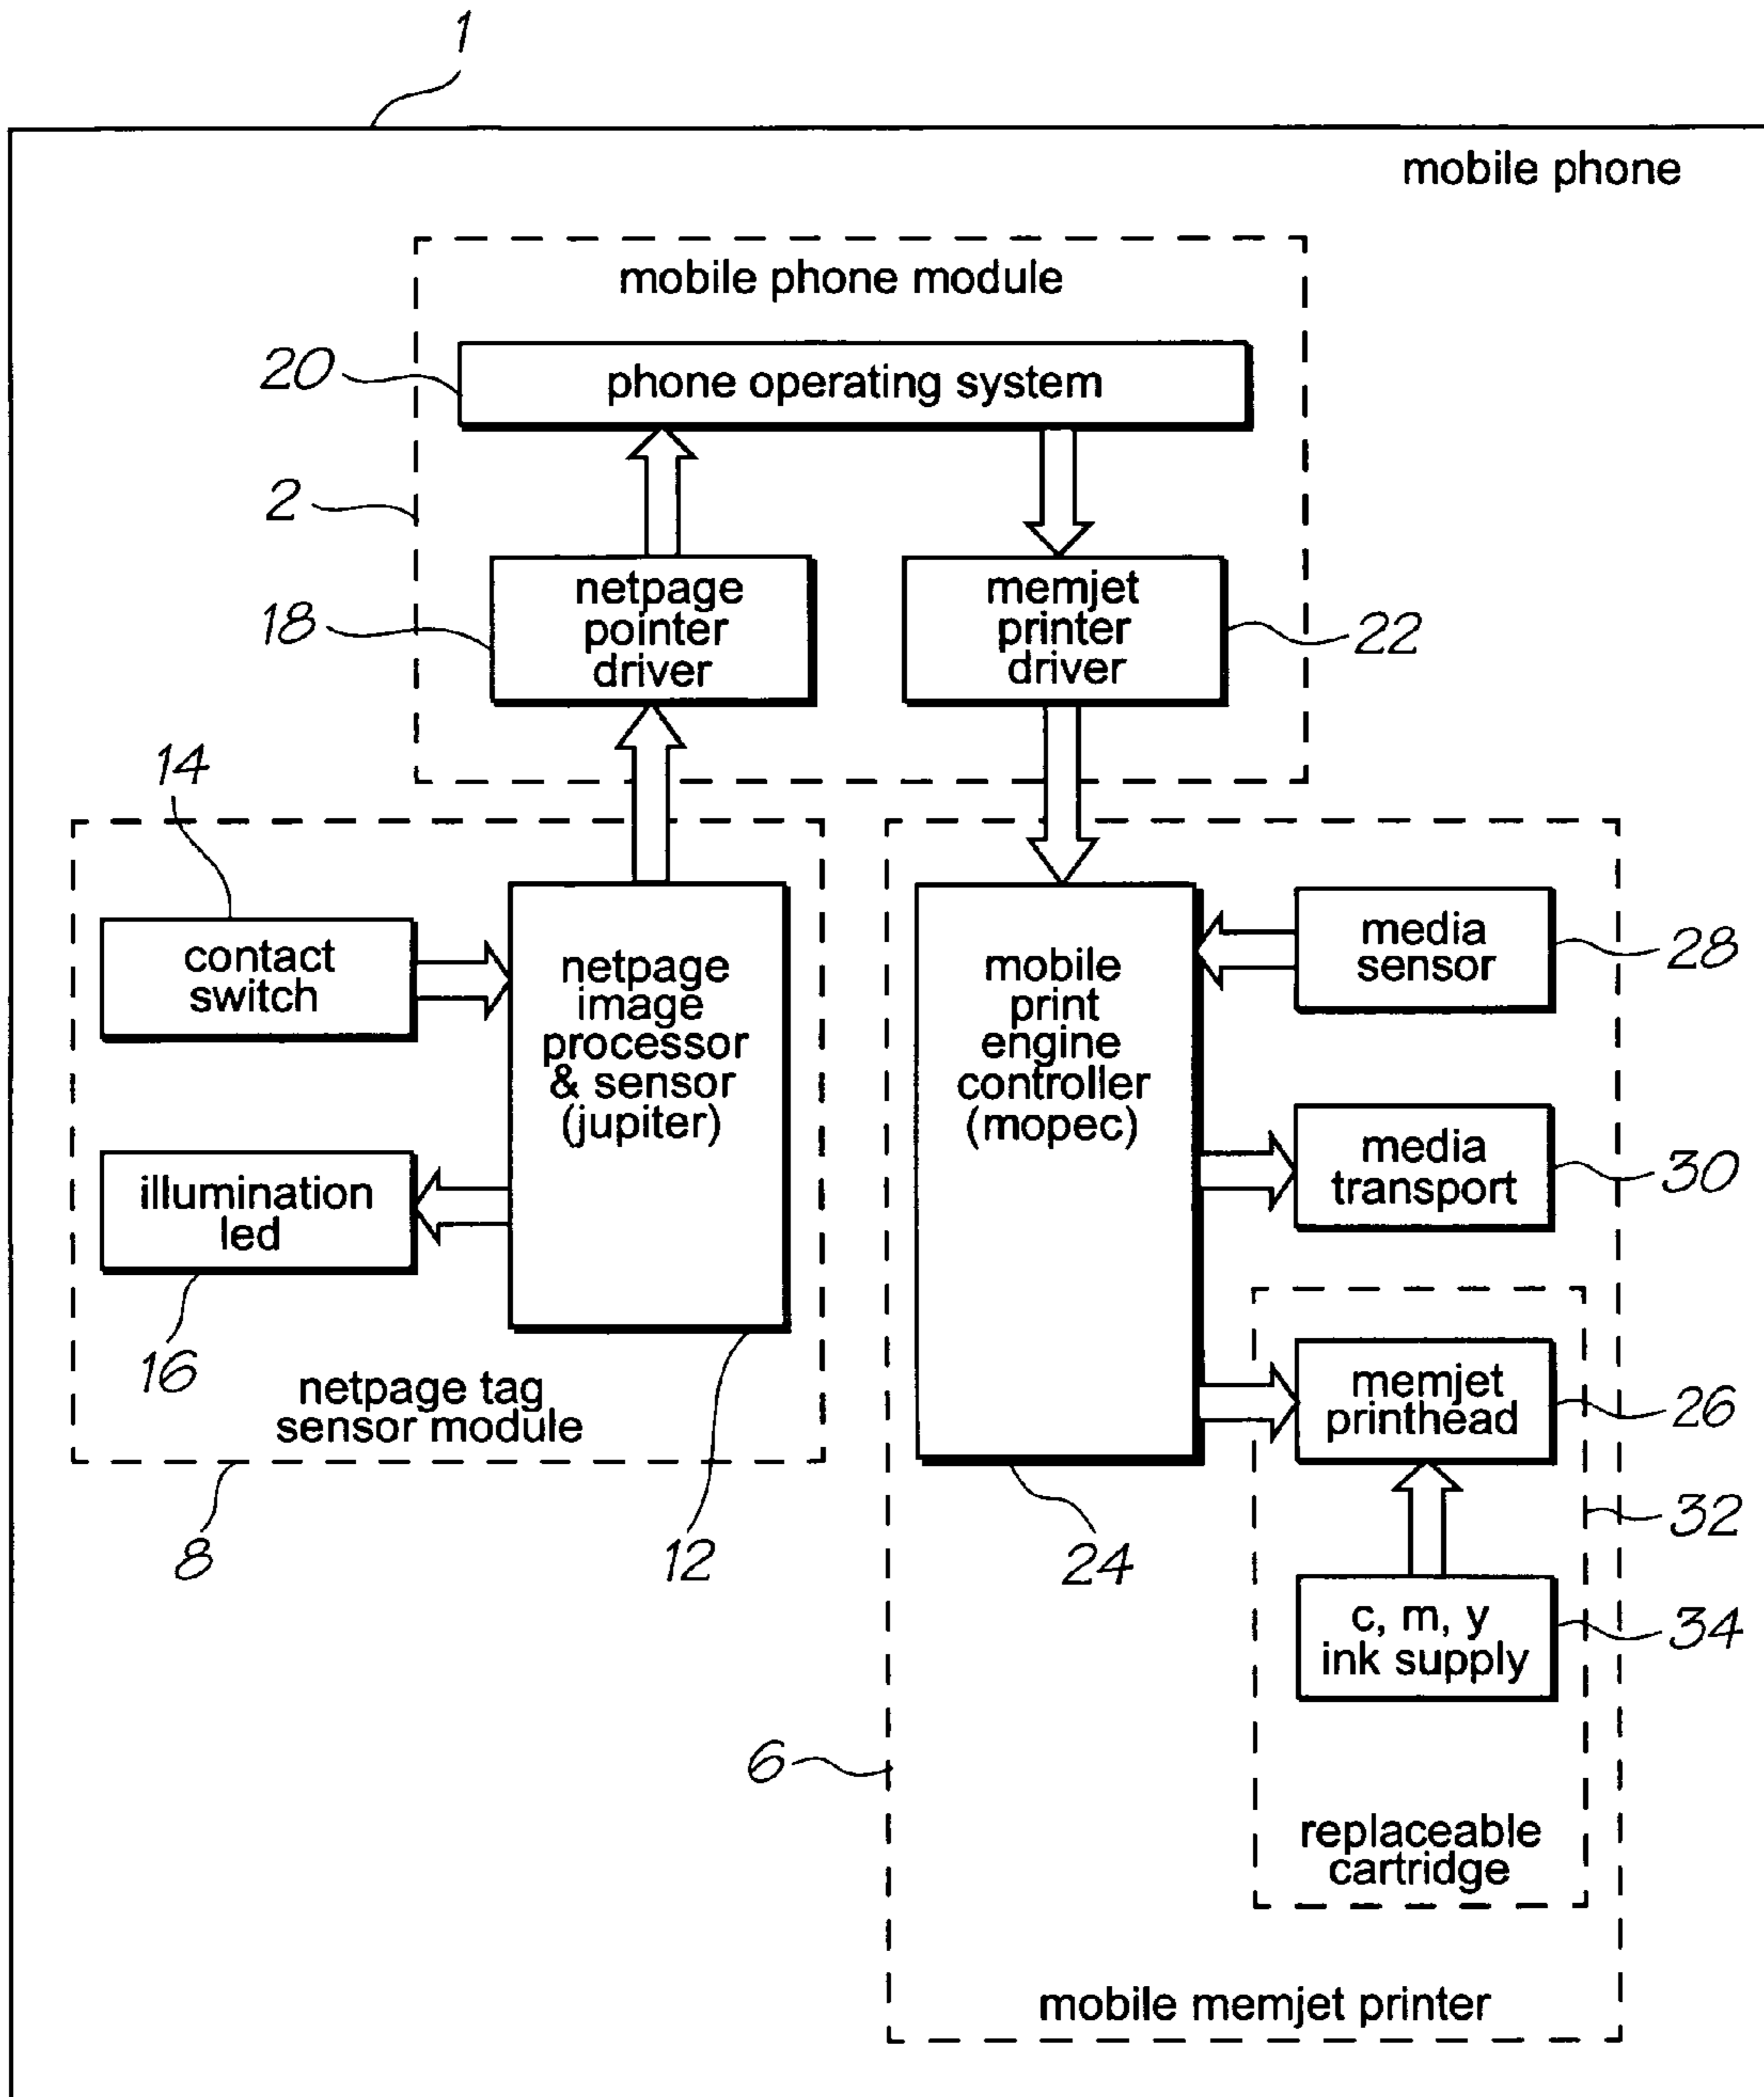 1
mobile phone
mobile phone module
20
phone operating system
2
18
netpage
pointer
driver
memjet
printer
driver
22
14
contact
switch
netpage
image
processor
& sensor
(jupiter)
illumination
led
16
netpage tag
sensor module
8
12
mobile
print
engine
controller
(mopec)
24
media
sensor
28
media
transport
30
memjet
printhead
26
32
c, m, y
ink supply
34
6
replaceable
cartridge
mobile memjet printer